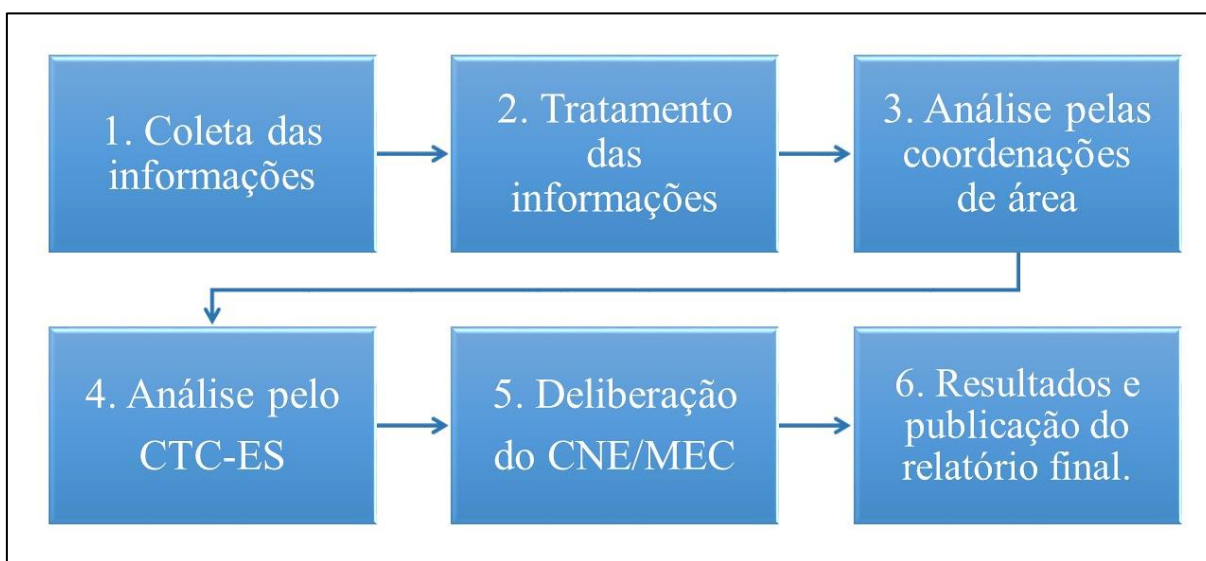 1. Coleta das
informações
2. Tratamento
das
informações
3. Análise pelas
coordenações
de área
4. Análise pelo
CTC-ES
5. Deliberação
do CNE/MEC
6. Resultados e
publicação do
relatório final.